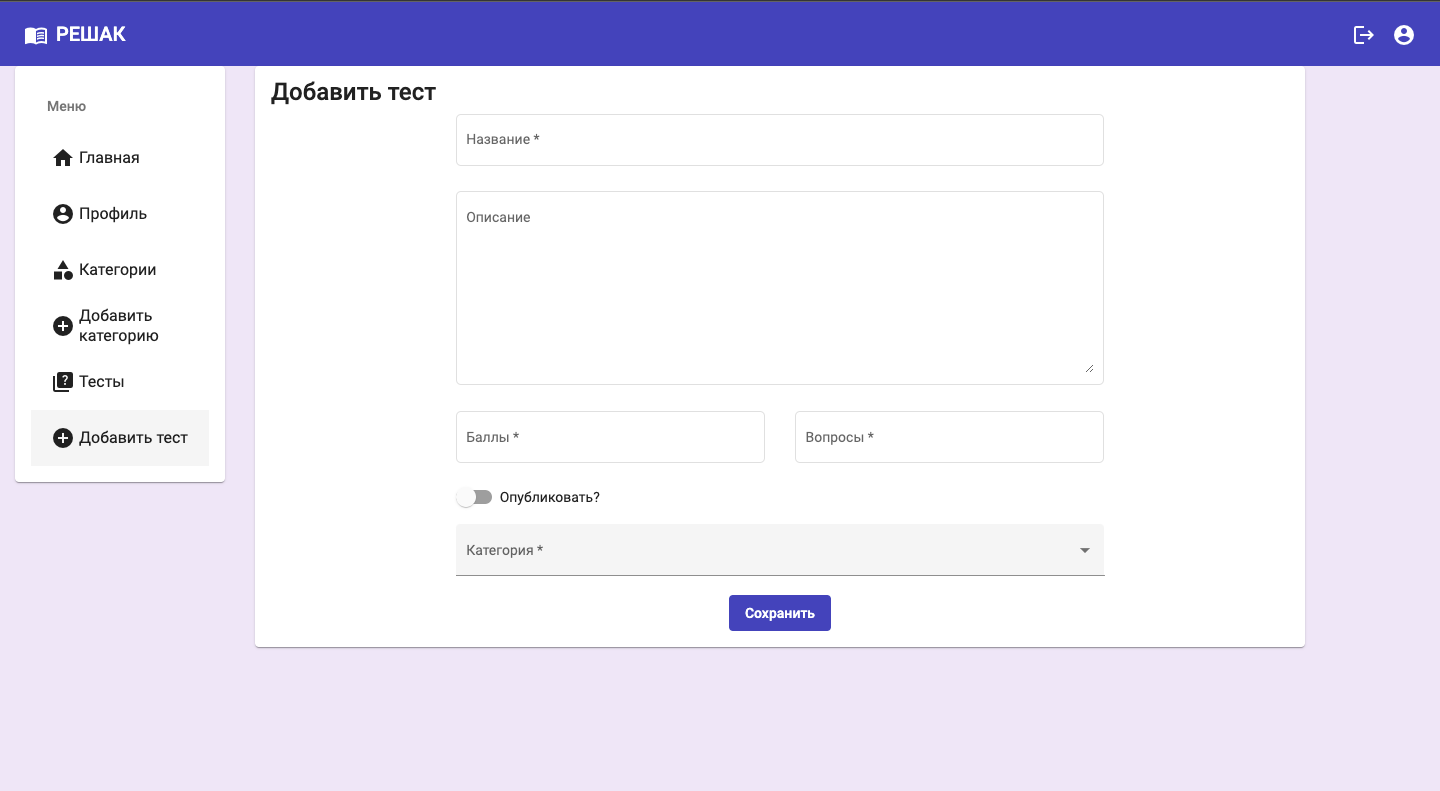 РЕШАК
Меню
Главная
Профиль
Категории
Добавить
категорию
Тесты
Добавить тест
Добавить тест
Название *
Описание
Баллы *
Вопросы *
Опубликовать?
Категория *
Сохранить